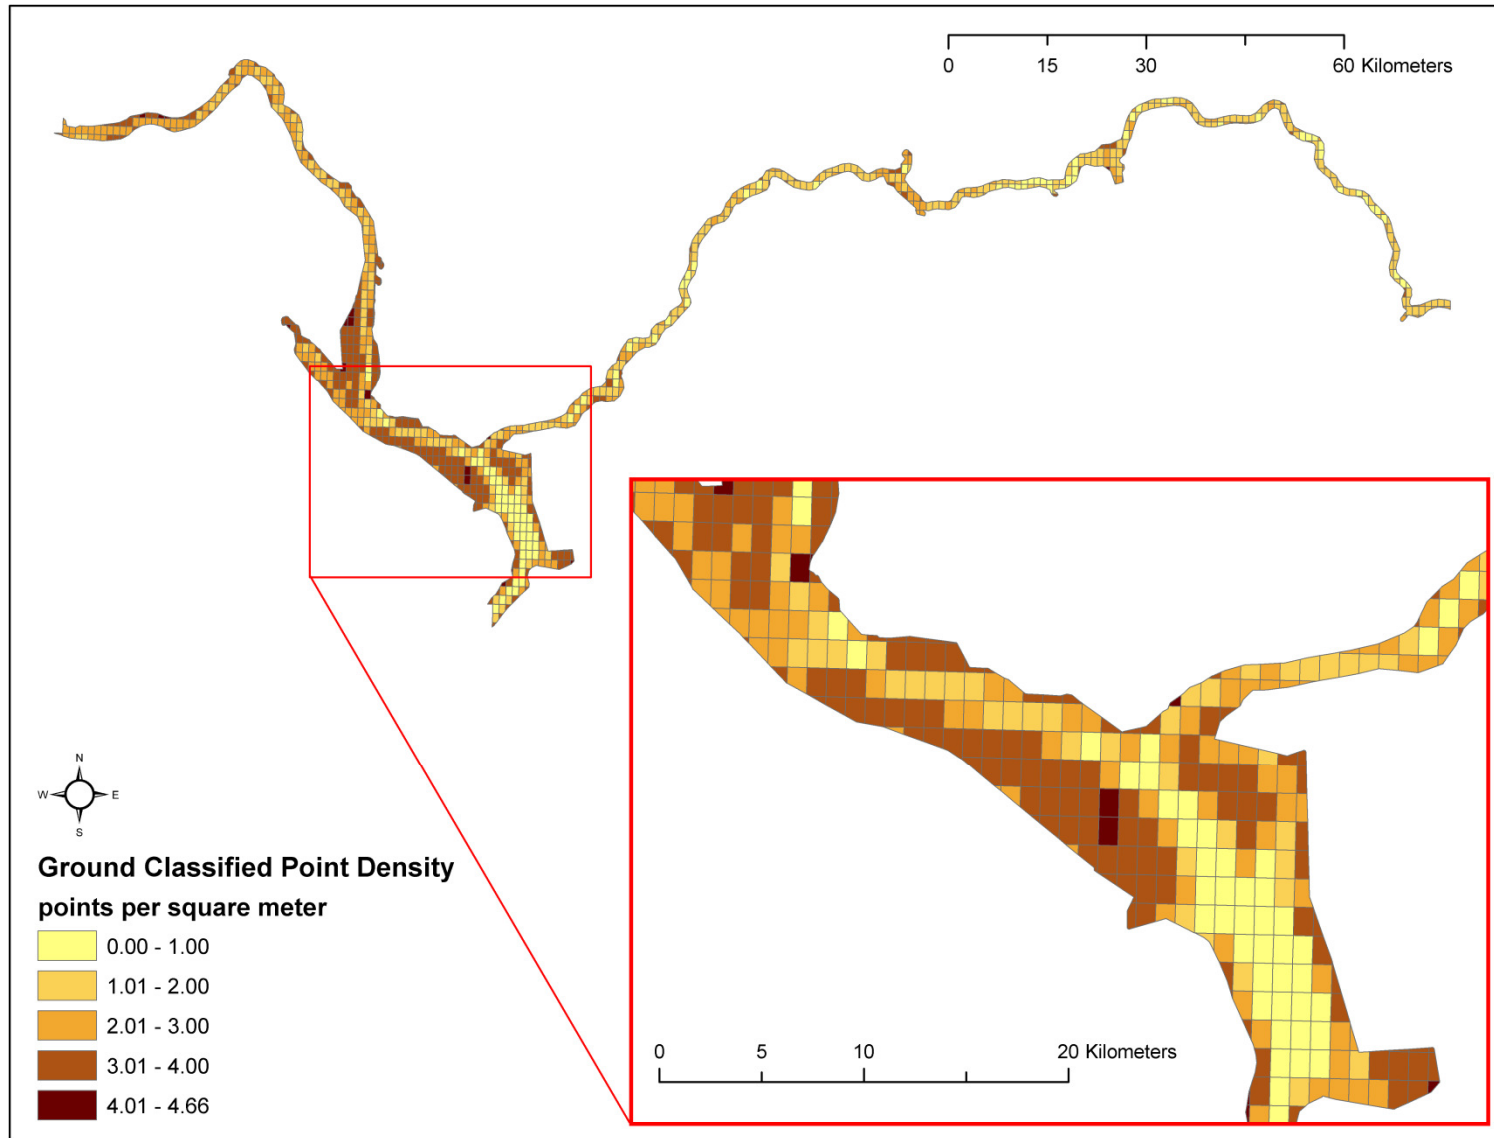 0 15 30 60 Kilometers
N
W E
S
Ground Classified Point Density
points per square meter
0.00 - 1.00
1.01 - 2.00
2.01 - 3.00
3.01 - 4.00
4.01 - 4.66
0 5 10 20 Kilometers